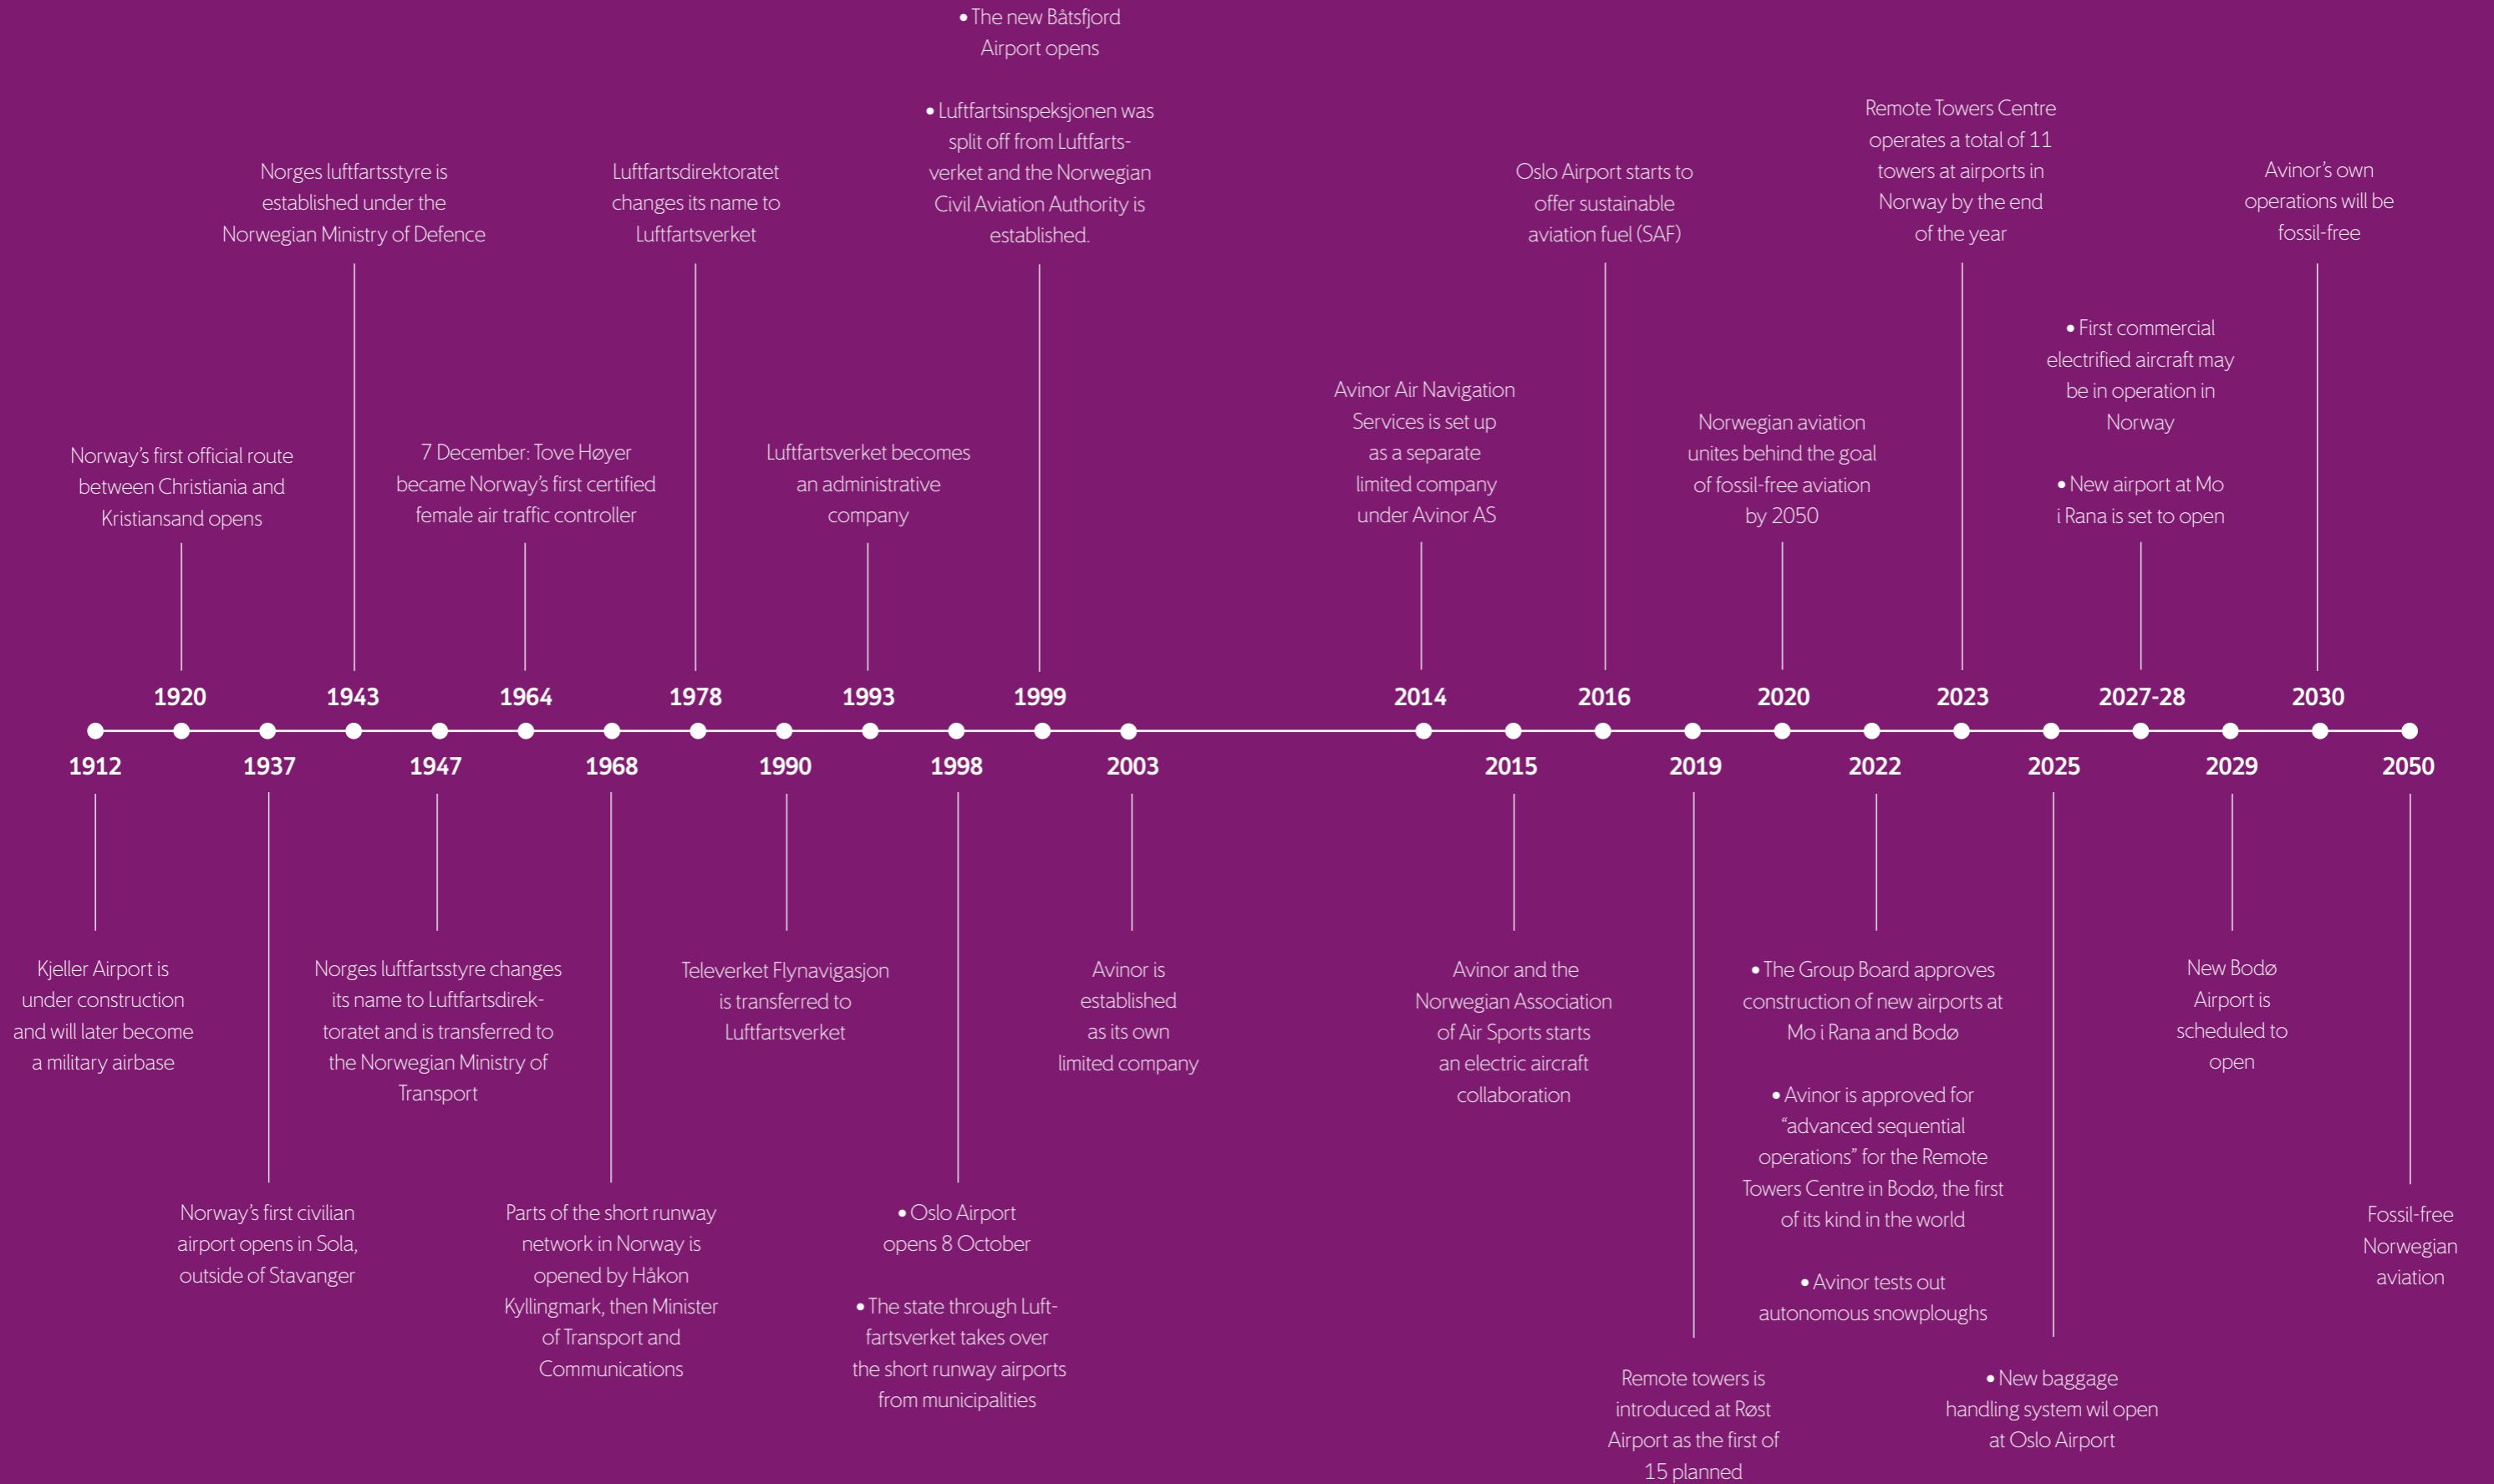 • The new Båtsfjord
Airport opens
• Luftfartsinspeksjonen was
split off from Luftfarts-
verket and the Norwegian
Civil Aviation Authority is
established.
Norges luftfartsstyre is
established under the
Norwegian Ministry of Defence
Luftfartsdirektoratet
changes its name to
Luftfartsverket
Oslo Airport starts to
offer sustainable
aviation fuel (SAF)
Remote Towers Centre
operates a total of 11
towers at airports in
Norway by the end
of the year
Avinor’s own
operations will be
fossil-free
Norway’s first official route
between Christiania and
Kristiansand opens
7 December: Tove Høyer
became Norway’s first certified
female air traffic controller
Luftfartsverket becomes
an administrative
company
Avinor Air Navigation
Services is set up
as a separate
limited company
under Avinor AS
Norwegian aviation
unites behind the goal
of fossil-free aviation
by 2050
• First commercial
electrified aircraft may
be in operation in
Norway
• New airport at Mo
i Rana is set to open
1920 1943 1964 1978 1993 1999 2014 2016 2020 2023 2027-28 2030
1912 1937 1947 1968 1990 1998 2003 2015 2019 2022 2025 2029 2050
Kjeller Airport is
under construction
and will later become
a military airbase
Norges luftfartsstyre changes
its name to Luftfartsdirek-
toratet and is transferred to
the Norwegian Ministry of
Transport
Televerket Flynavigasjon
is transferred to
Luftfartsverket
Avinor is
established
as its own
limited company
Avinor and the
Norwegian Association
of Air Sports starts
an electric aircraft
collaboration
• The Group Board approves
construction of new airports at
Mo i Rana and Bodø
• Avinor is approved for
“advanced sequential
operations” for the Remote
Towers Centre in Bodø, the first
of its kind in the world
• Avinor tests out
autonomous snowploughs
New Bodø
Airport is
scheduled to
open
Norway’s first civilian
airport opens in Sola,
outside of Stavanger
Parts of the short runway
network in Norway is
opened by Håkon
Kyllingmark, then Minister
of Transport and
Communications
• Oslo Airport
opens 8 October
• The state through Luft-
fartsverket takes over
the short runway airports
from municipalities
Remote towers is
introduced at Røst
Airport as the first of
15 planned
• New baggage
handling system wil open
at Oslo Airport
Fossil-free
Norwegian
aviation